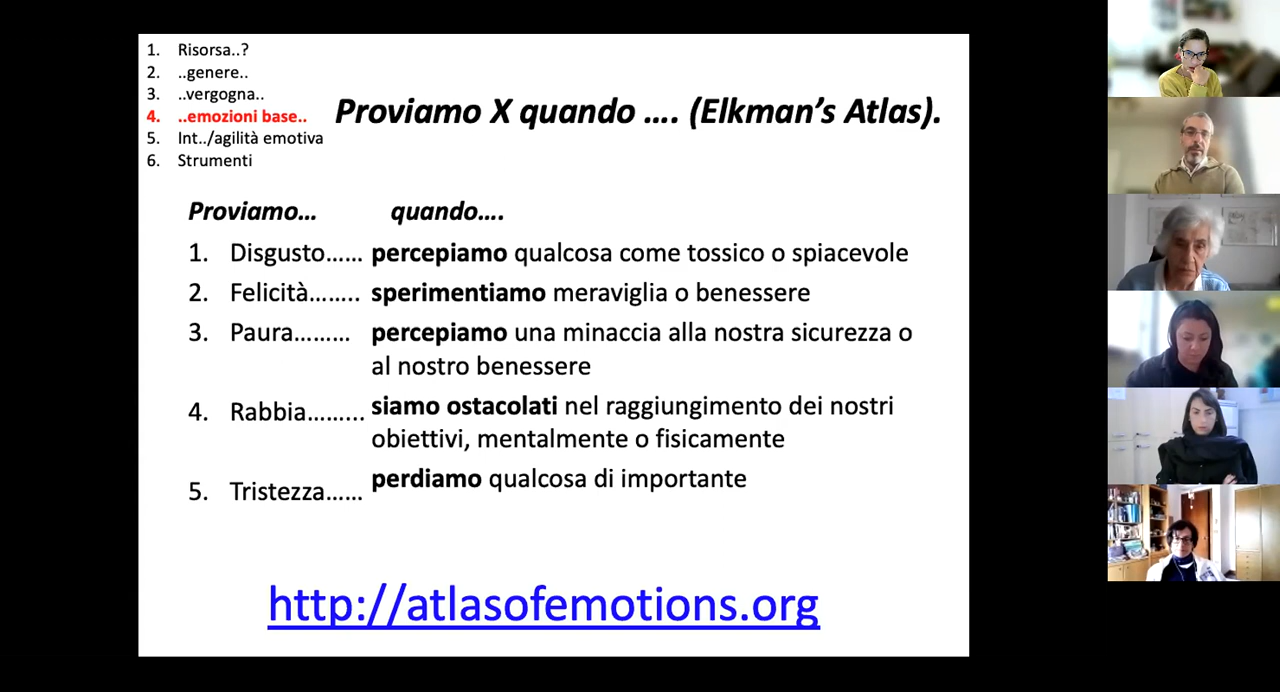 1. Risorsa..?
2. ..genere..
3. ..vergogna..
4. ..emozioni base..
5. Int../agilità emotiva
6. Strumenti
Proviamo X quando .... (Elkman's Atlas).
Proviamo... quando....
1. Disgusto...... percepiamo qualcosa come tossico o spiacevole
2. Felicità........ sperimentiamo meraviglia o benessere
3. Paura......... percepiamo una minaccia alla nostra sicurezza o
al nostro benessere
4. Rabbia......... siamo ostacolati nel raggiungimento dei nostri
obiettivi, mentalmente o fisicamente
5. Tristezza...... perdiamo qualcosa di importante
http://atlasofemotions.org